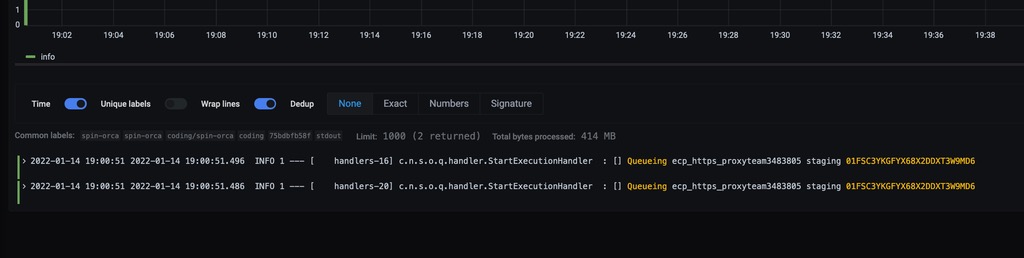 1
0
19:02 19:04 19:06 19:08 19:10 19:12 19:14 19:16 19:18 19:20 19:22 19:24 19:26 19:28 19:30 19:32 19:34 19:36 19:38
info
Time Unique labels Wrap lines Dedup None Exact Numbers Signature
Common labels: spin-orca spin-orca coding/spin-orca coding 75bdbfb58f stdout Limit: 1000 (2 returned) Total bytes processed: 414 MB
> 2022-01-14 19:00:51 2022-01-14 19:00:51.496 INFO 1 --- [ handlers-16] c.n.s.o.q.handler.StartExecutionHandler : [] Queueing ecp_https_proxyteam3483805 staging 01FSC3YKGFYX68X2DDXT3W9MD6
> 2022-01-14 19:00:51 2022-01-14 19:00:51.486 INFO 1 --- [ handlers-20] c.n.s.o.q.handler.StartExecutionHandler : [] Queueing ecp_https_proxyteam3483805 staging 01FSC3YKGFYX68X2DDXT3W9MD6